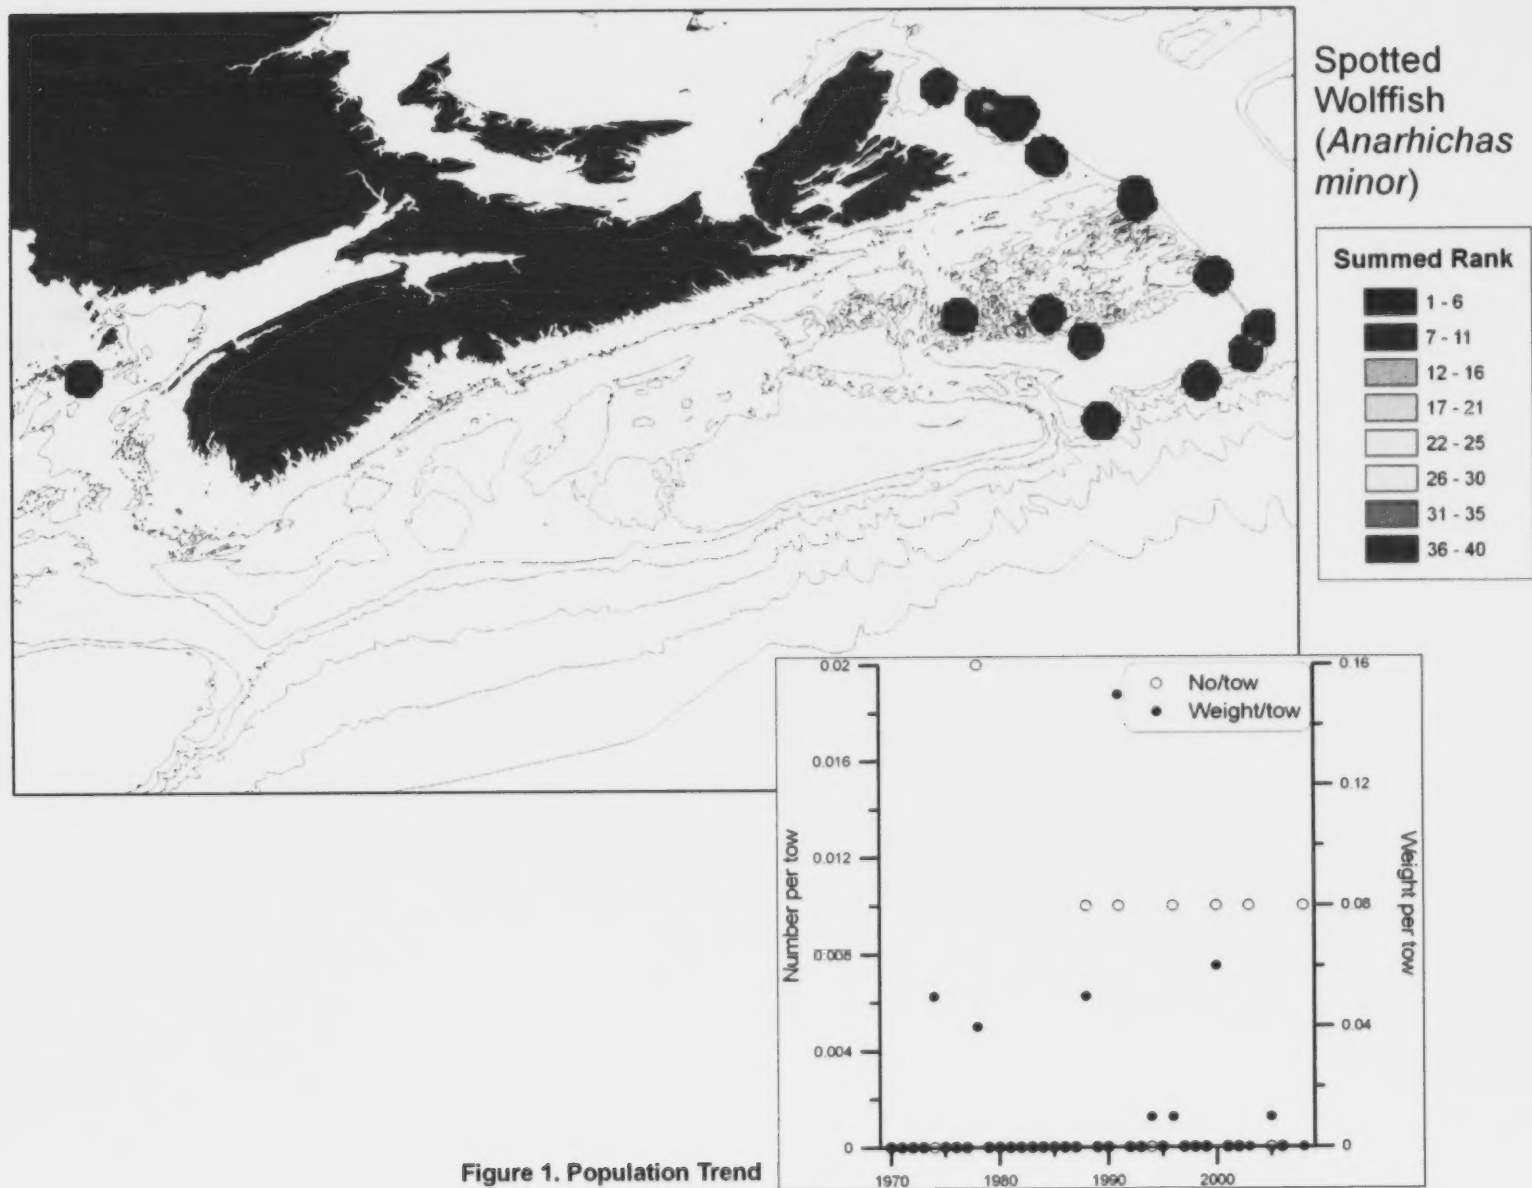 Spotted
Wolffish
(Anarhichas
minor)
Summed Rank
1 - 6
7 - 11
12 - 16
17 - 21
22 - 25
26 - 30
31 - 35
36 - 40
No/tow
Weight/tow
0.02
0.016
0.012
0.008
0.004
0
Number per tow
0.16
0.12
0.08
0.04
0
Weight per tow
1970
1980
1990
2000
Figure 1. Population Trend